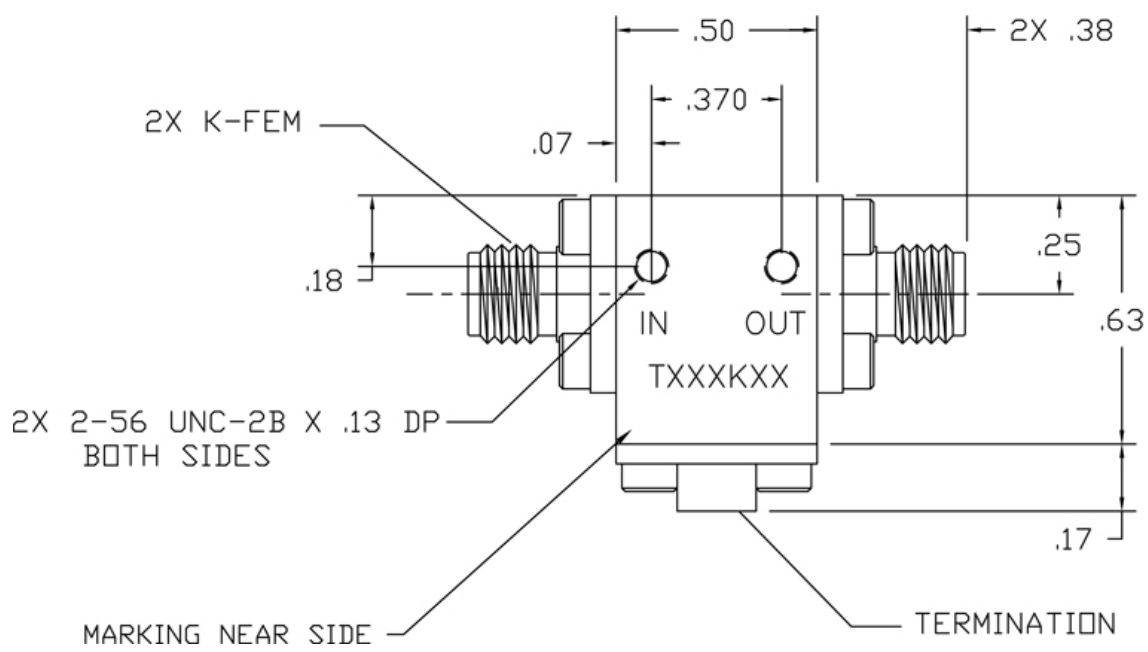 .50
2X .38
.370
2X K-FEM
.07
.18
.25
IN
OUT
.63
TXXXKXX
2X 2-56 UNC-2B X .13 DP
BOTH SIDES
.17
MARKING NEAR SIDE
TERMINATION